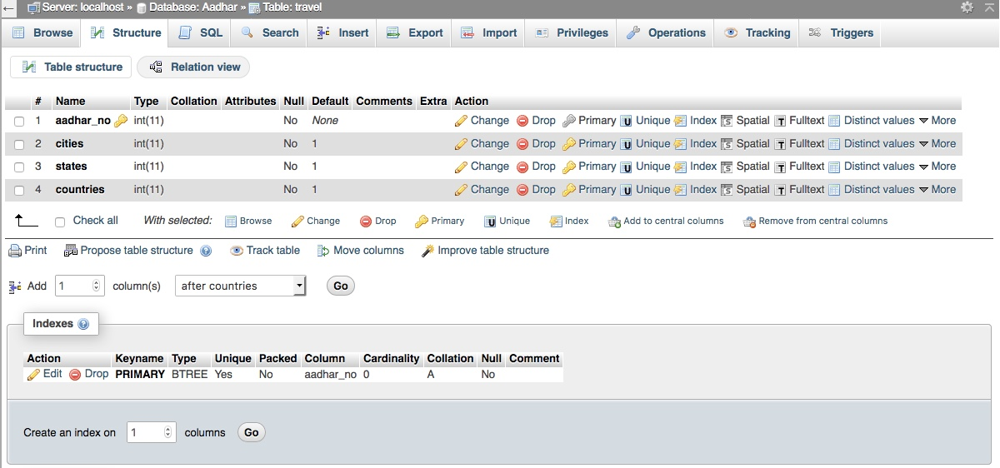 Server: localhost » Database: Aadhar » Table: travel
Browse Structure SQL Search Insert Export Import Privileges Operations Tracking Triggers
Table structure Relation view
# Name Type Collation Attributes Null Default Comments Extra Action
1 aadhar_no int(11) No None Change Drop Primary Unique Index Spatial Fulltext Distinct values More
2 cities int(11) No 1 Change Drop Primary Unique Index Spatial Fulltext Distinct values More
3 states int(11) No 1 Change Drop Primary Unique Index Spatial Fulltext Distinct values More
4 countries int(11) No 1 Change Drop Primary Unique Index Spatial Fulltext Distinct values More
Check all With selected: Browse Change Drop Primary Unique Index Add to central columns Remove from central columns
Print Propose table structure Track table Move columns Improve table structure
Add 1 column(s) after countries Go
Indexes
Action Keyname Type Unique Packed Column Cardinality Collation Null Comment
Edit Drop PRIMARY BTREE Yes No aadhar_no 0 A No
Create an index on 1 columns Go